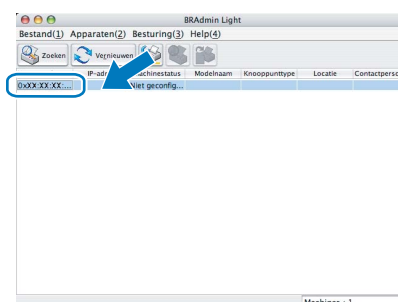 BRAdmin Light
Bestand(1) Apparaten(2) Besturing(3) Help(4)
Zoeken Vernieuwen
IP-adr Machinestatus Modelnaam Knooppunttype Locatie Contactperso
0xXX:XX:XX:... Niet geconfig...
Machines : 1